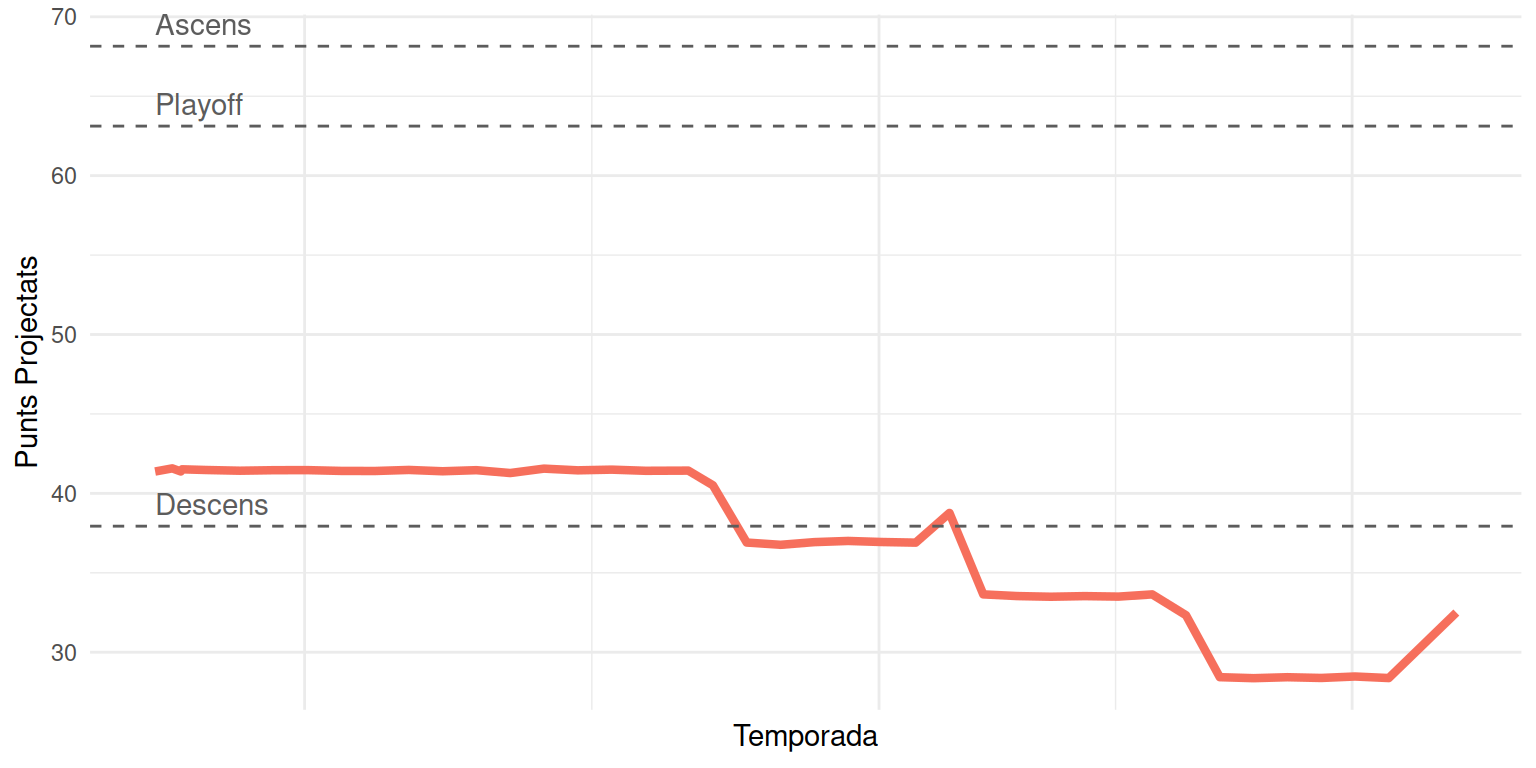 70
Ascens
Playoff
60
Punts Projectats
50
40
Descens
30
Temporada